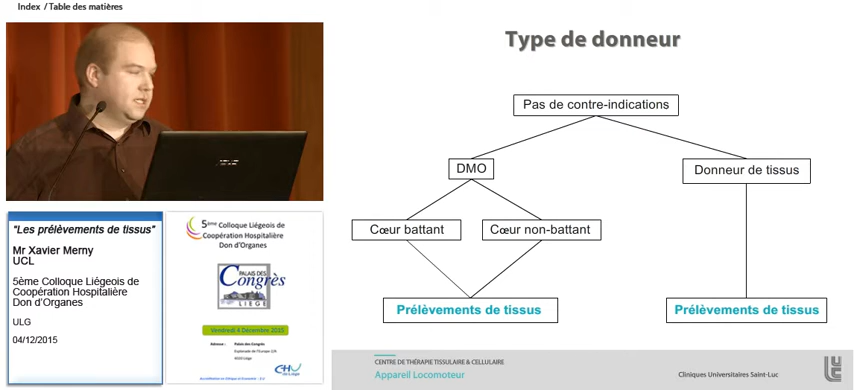 Index / Table des matières
"Les prélèvements de tissus"
Mr Xavier Merny
UCL
5ème Colloque Liégeois de
Coopération Hospitalière
Don d'Organes
ULG
04/12/2015
5ème Colloque Liégeois de
Coopération Hospitalière
Don d'Organes
PALAIS DES
Congrès
LIEGE
Vendredi 4 Décembre 2015
Adresse : Palais des Congrès
Esplanade de l'Europe 2/A
4020 Liège
CHU
de Liège
Type de donneur
Pas de contre-indications
DMO
Donneur de tissus
Cœur battant
Cœur non-battant
Prélèvements de tissus
Prélèvements de tissus
CENTRE DE THÉRAPIE TISSULAIRE & CELLULAIRE
Appareil Locomoteur
Cliniques Universitaires Saint-Luc